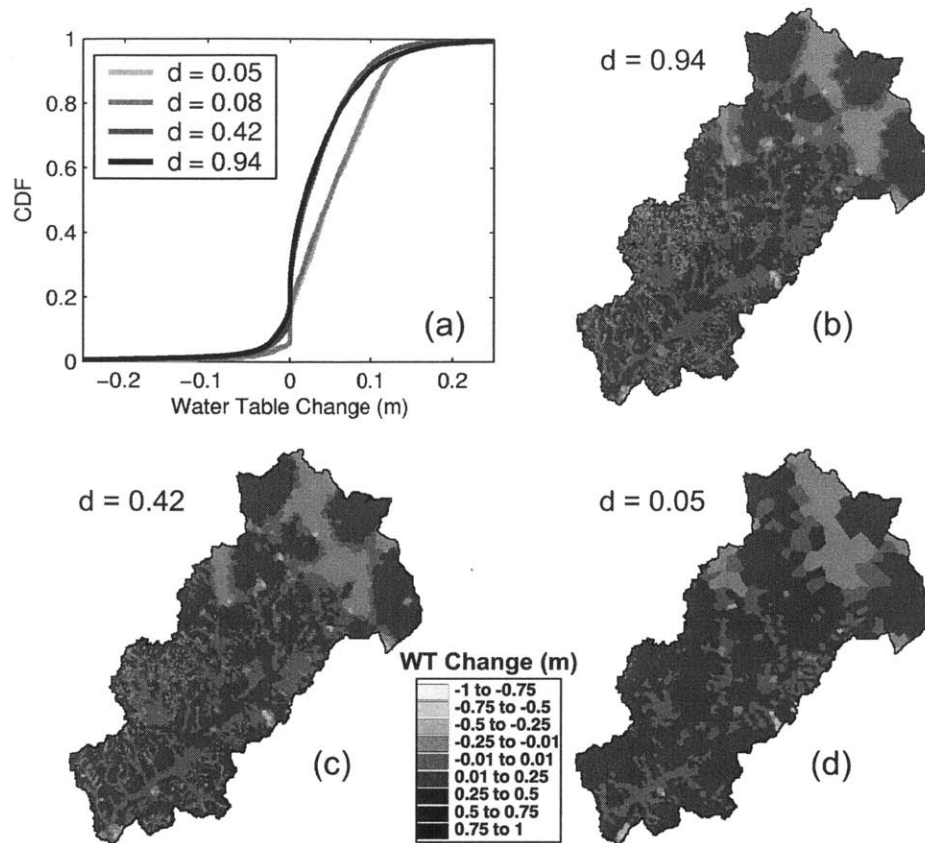 1
0.8
0.6
0.4
0.2
0
CDF
d = 0.05
d = 0.08
d = 0.42
d = 0.94
(a)
−0.2 −0.1 0 0.1 0.2
Water Table Change (m)
d = 0.94
(b)
d = 0.42
(c)
WT Change (m)
-1 to -0.75
-0.75 to -0.5
-0.5 to -0.25
-0.25 to -0.01
-0.01 to 0.01
0.01 to 0.25
0.25 to 0.5
0.5 to 0.75
0.75 to 1
d = 0.05
(d)